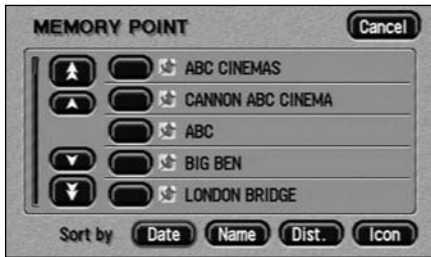 MEMORY POINT Cancel
ABC CINEMAS
CANNON ABC CINEMA
ABC
BIG BEN
LONDON BRIDGE
Sort by Date Name Dist. Icon